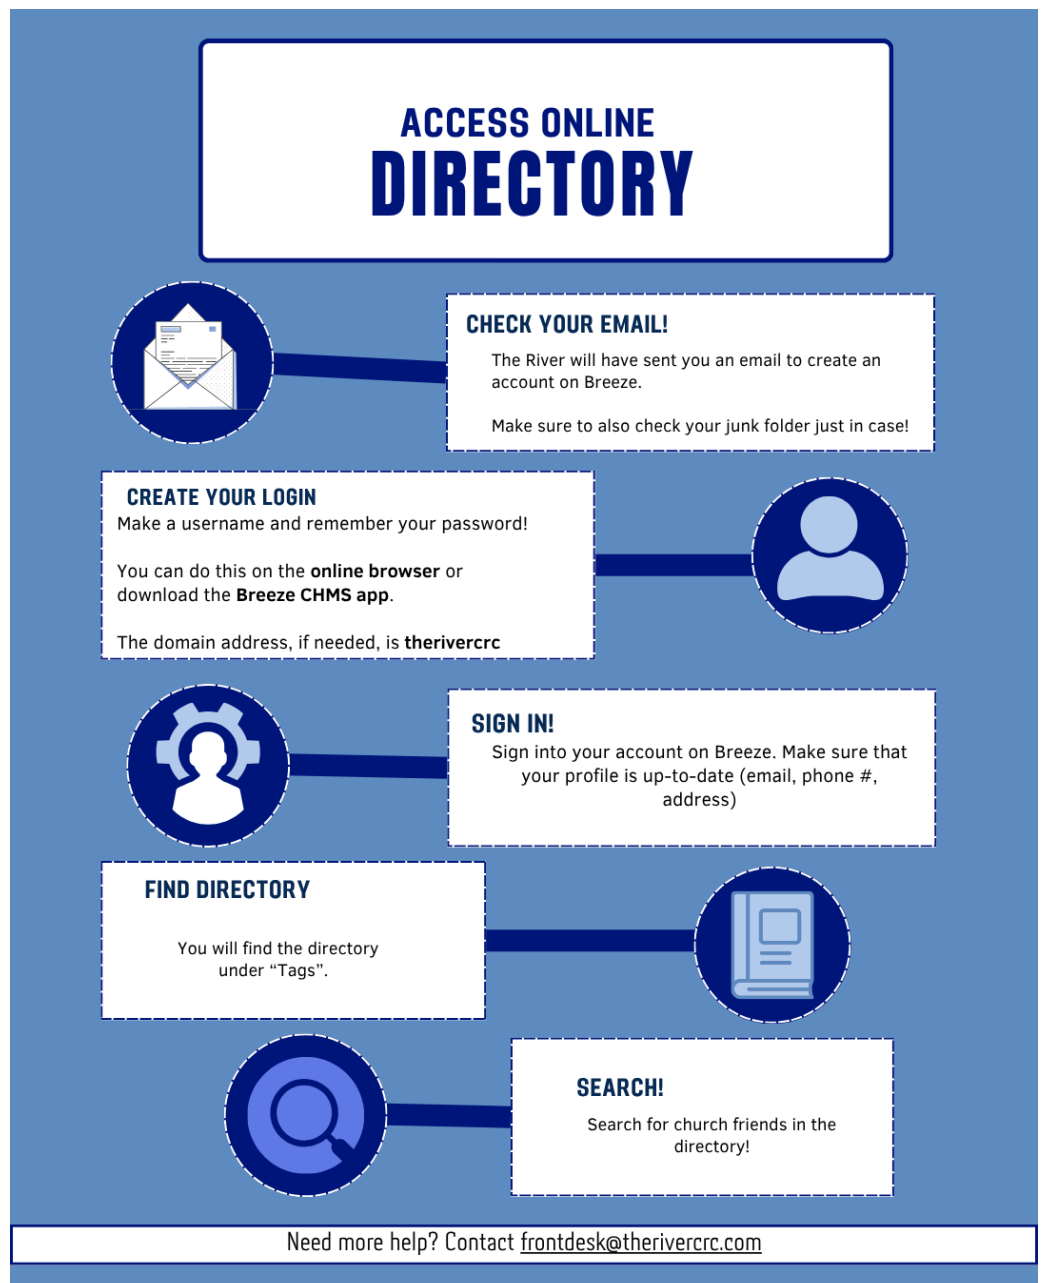 ACCESS ONLINE
DIRECTORY
CHECK YOUR EMAIL!
The River will have sent you an email to create an
account on Breeze.
Make sure to also check your junk folder just in case!
CREATE YOUR LOGIN
Make a username and remember your password!
You can do this on the online browser or
download the Breeze CHMS app.
The domain address, if needed, is therivercrc
SIGN IN!
Sign into your account on Breeze. Make sure that
your profile is up-to-date (email, phone #,
address)
FIND DIRECTORY
You will find the directory
under “Tags”.
SEARCH!
Search for church friends in the
directory!
Need more help? Contact frontdesk@therivercrc.com